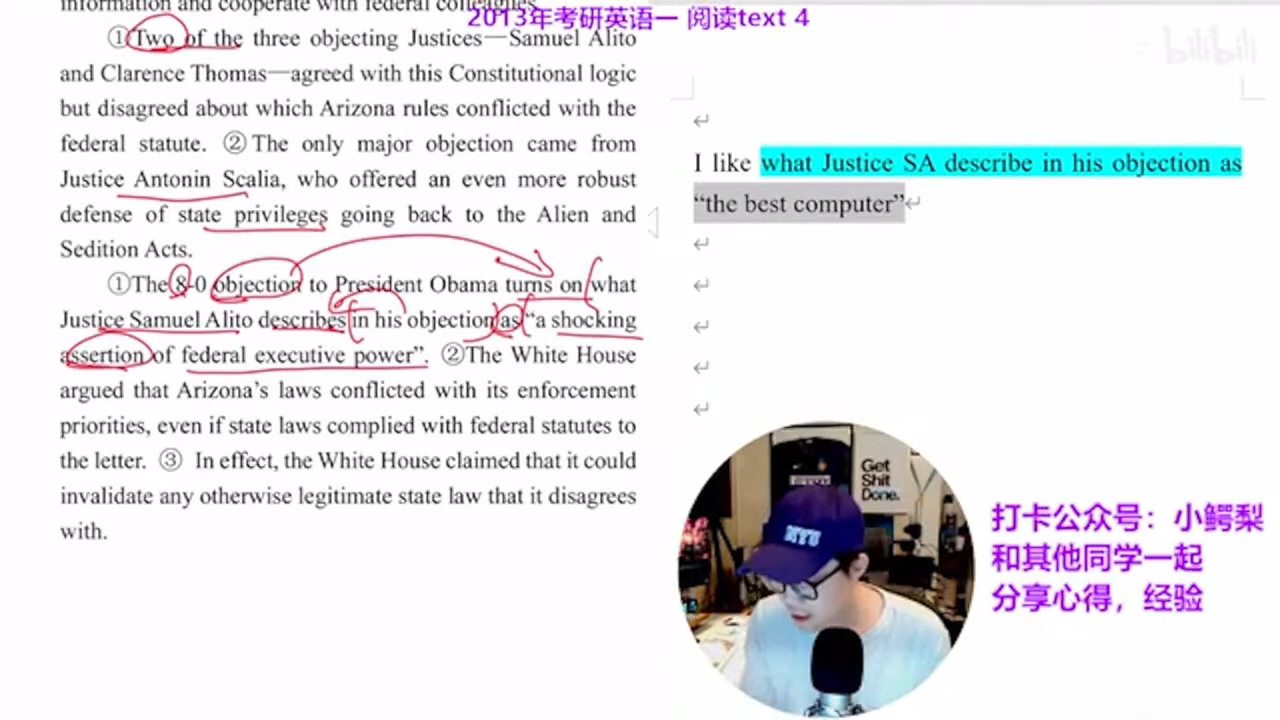 information and cooperate with federal colleagues.
2013年考研英语一 阅读text 4
①Two of the three objecting Justices—Samuel Alito
and Clarence Thomas—agreed with this Constitutional logic
but disagreed about which Arizona rules conflicted with the
federal statute. ②The only major objection came from
Justice Antonin Scalia, who offered an even more robust
defense of state privileges going back to the Alien and
Sedition Acts.
①The 8-0 objection to President Obama turns on what
Justice Samuel Alito describes in his objection as “a shocking
assertion of federal executive power”. ②The White House
argued that Arizona’s laws conflicted with its enforcement
priorities, even if state laws complied with federal statutes to
the letter. ③ In effect, the White House claimed that it could
invalidate any otherwise legitimate state law that it disagrees
with.
bilibili
I like what Justice SA describe in his objection as
“the best computer”
Get
Shit
Done.
NYU
打卡公众号：小鳄梨
和其他同学一起
分享心得，经验